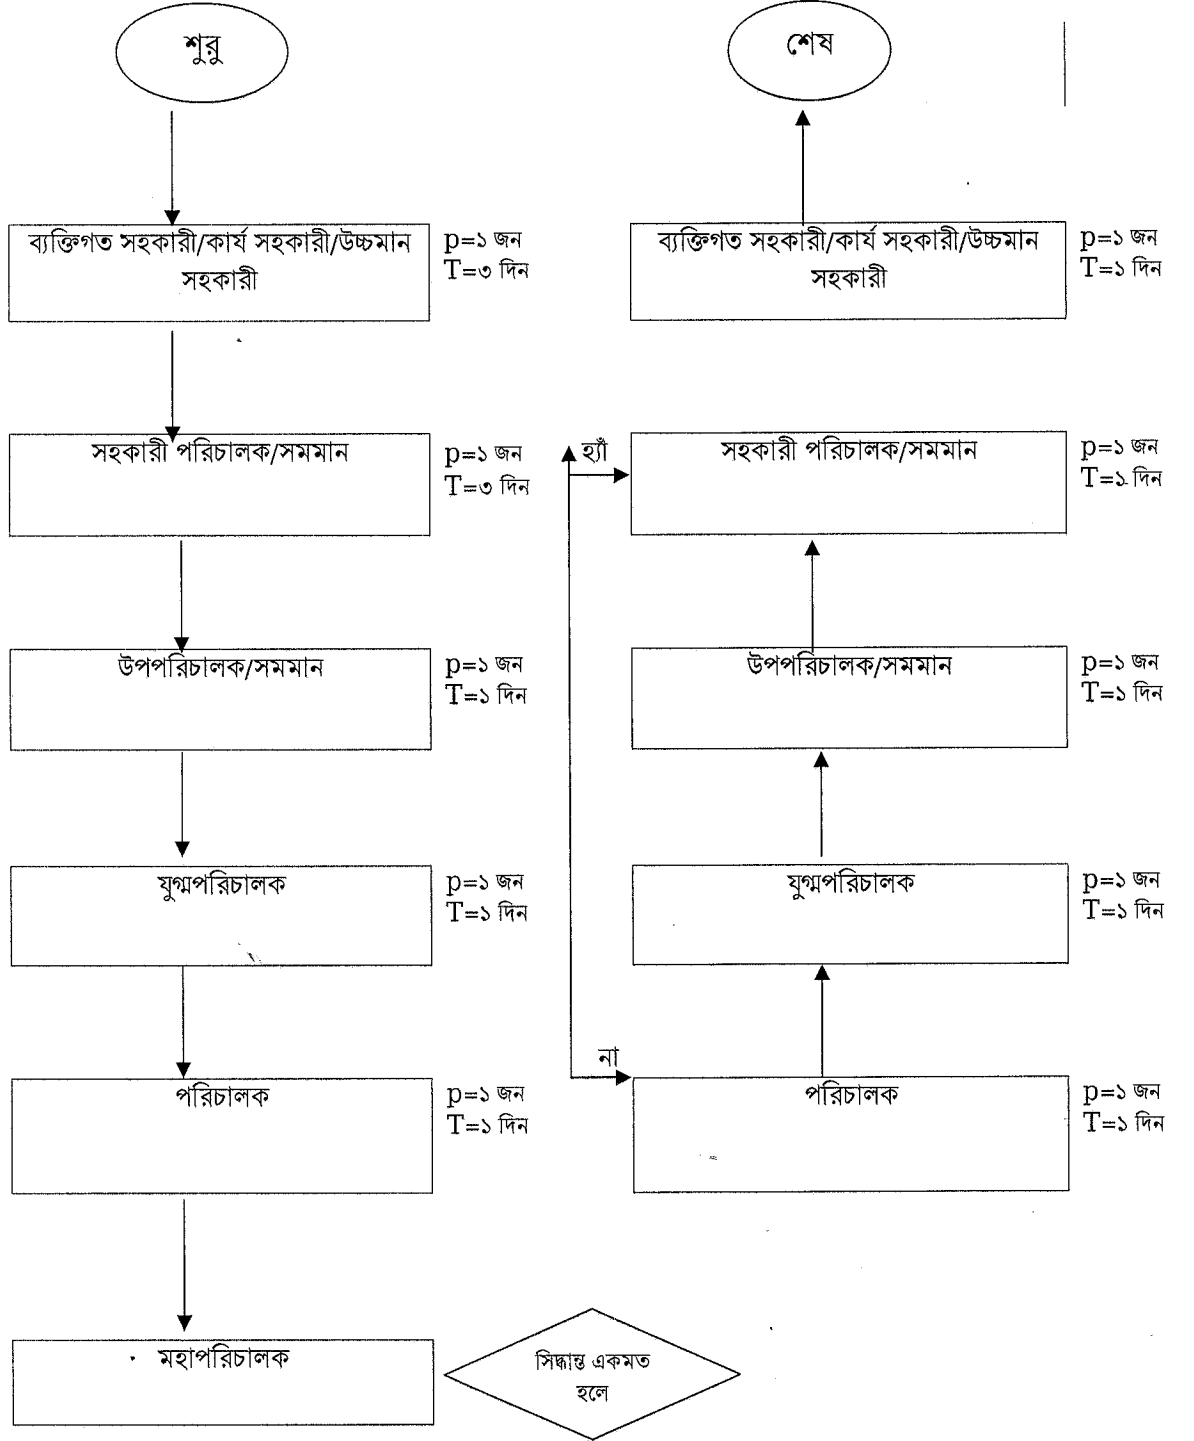 শুরু
ব্যক্তিগত সহকারী/কার্য সহকারী/উচ্চমান
সহকারী
p=১ জন
T=৩ দিন
সহকারী পরিচালক/সমমান
p=১ জন
T=৩ দিন
উপপরিচালক/সমমান
p=১ জন
T=১ দিন
যুগ্মপরিচালক
p=১ জন
T=১ দিন
পরিচালক
p=১ জন
T=১ দিন
মহাপরিচালক
সিদ্ধান্ত একমত
হলে
শেষ
ব্যক্তিগত সহকারী/কার্য সহকারী/উচ্চমান
সহকারী
p=১ জন
T=১ দিন
হ্যাঁ
সহকারী পরিচালক/সমমান
p=১ জন
T=১ দিন
উপপরিচালক/সমমান
p=১ জন
T=১ দিন
যুগ্মপরিচালক
p=১ জন
T=১ দিন
না
পরিচালক
p=১ জন
T=১ দিন